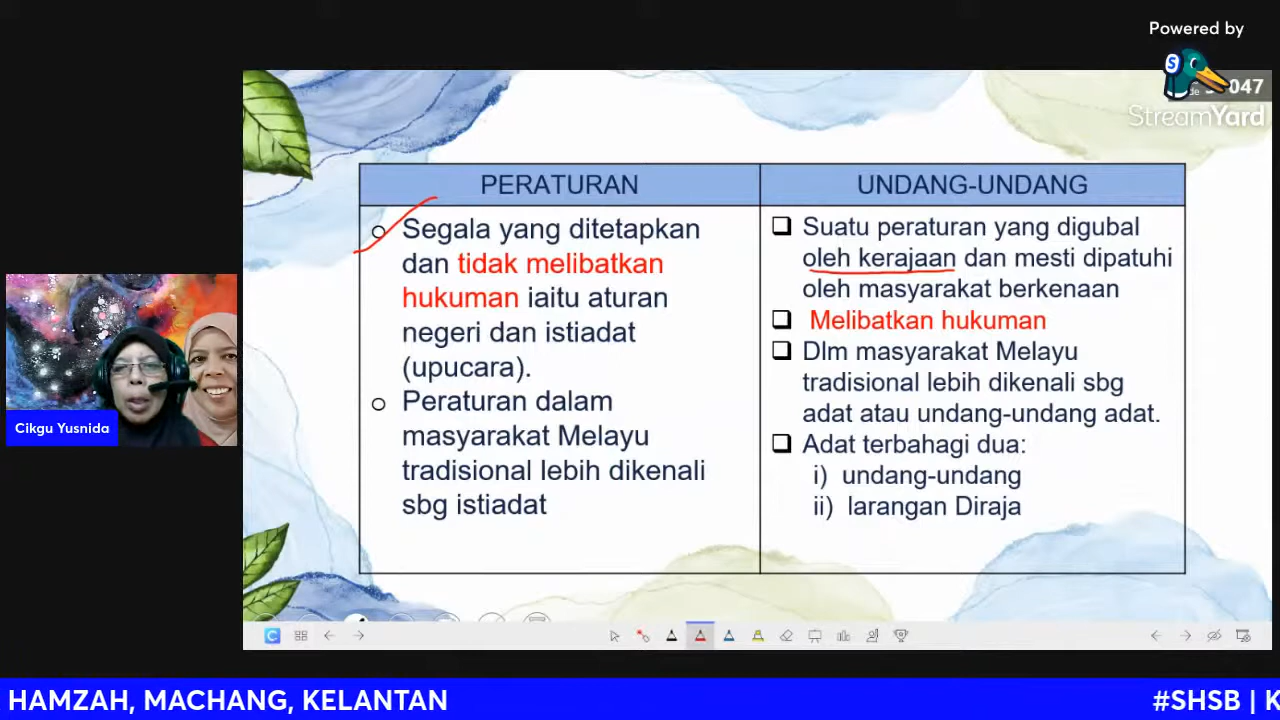 Powered by
047
StreamYard
PERATURAN
Segala yang ditetapkan
dan tidak melibatkan
hukuman iaitu aturan
negeri dan istiadat
(upucara).
Peraturan dalam
masyarakat Melayu
tradisional lebih dikenali
sbg istiadat
UNDANG-UNDANG
Suatu peraturan yang digubal
oleh kerajaan dan mesti dipatuhi
oleh masyarakat berkenaan
Melibatkan hukuman
Dlm masyarakat Melayu
tradisional lebih dikenali sbg
adat atau undang-undang adat.
Adat terbahagi dua:
i) undang-undang
ii) larangan Diraja
Cikgu Yusnida
HAMZAH, MACHANG, KELANTAN
#SHSB | K